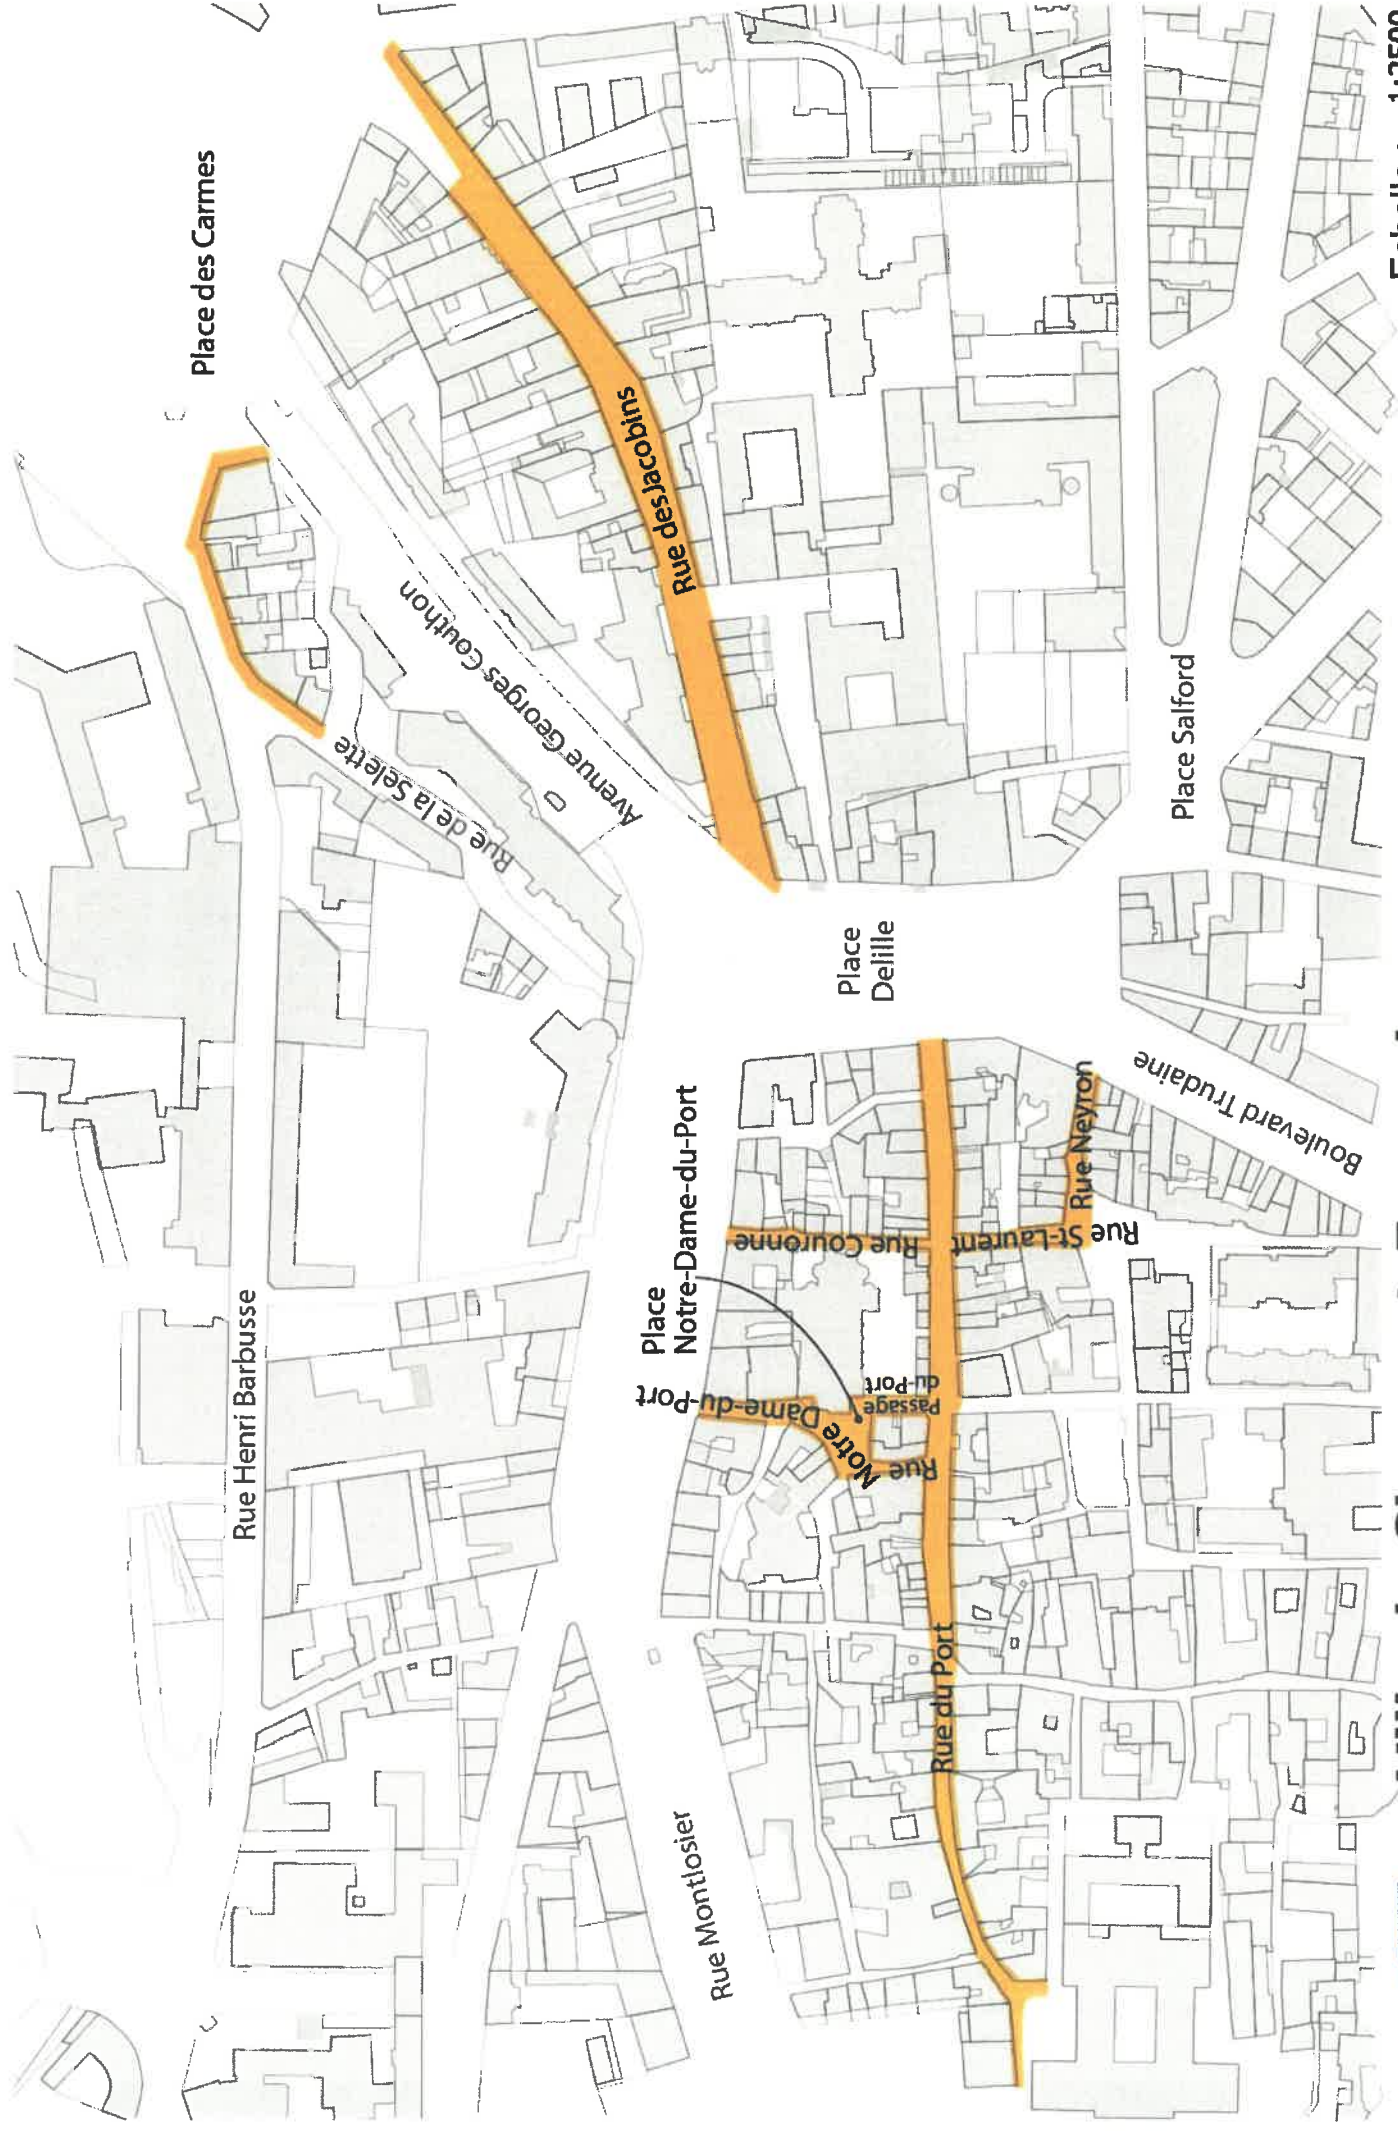 Place des Carmes
Rue desJacobins
Avenue Georges Couthon
Rue de la Selette
Place Salford
Place
Delille
Boulevard Trudaine
Place
Notre-Dame-du-Port
Rue Neyron
Rue St-Laurent
Rue Couronne
Passage
du-Port
Rue
Notre
Dame-du-Port
Rue Henri Barbusse
Rue du Port
Rue Montlosier